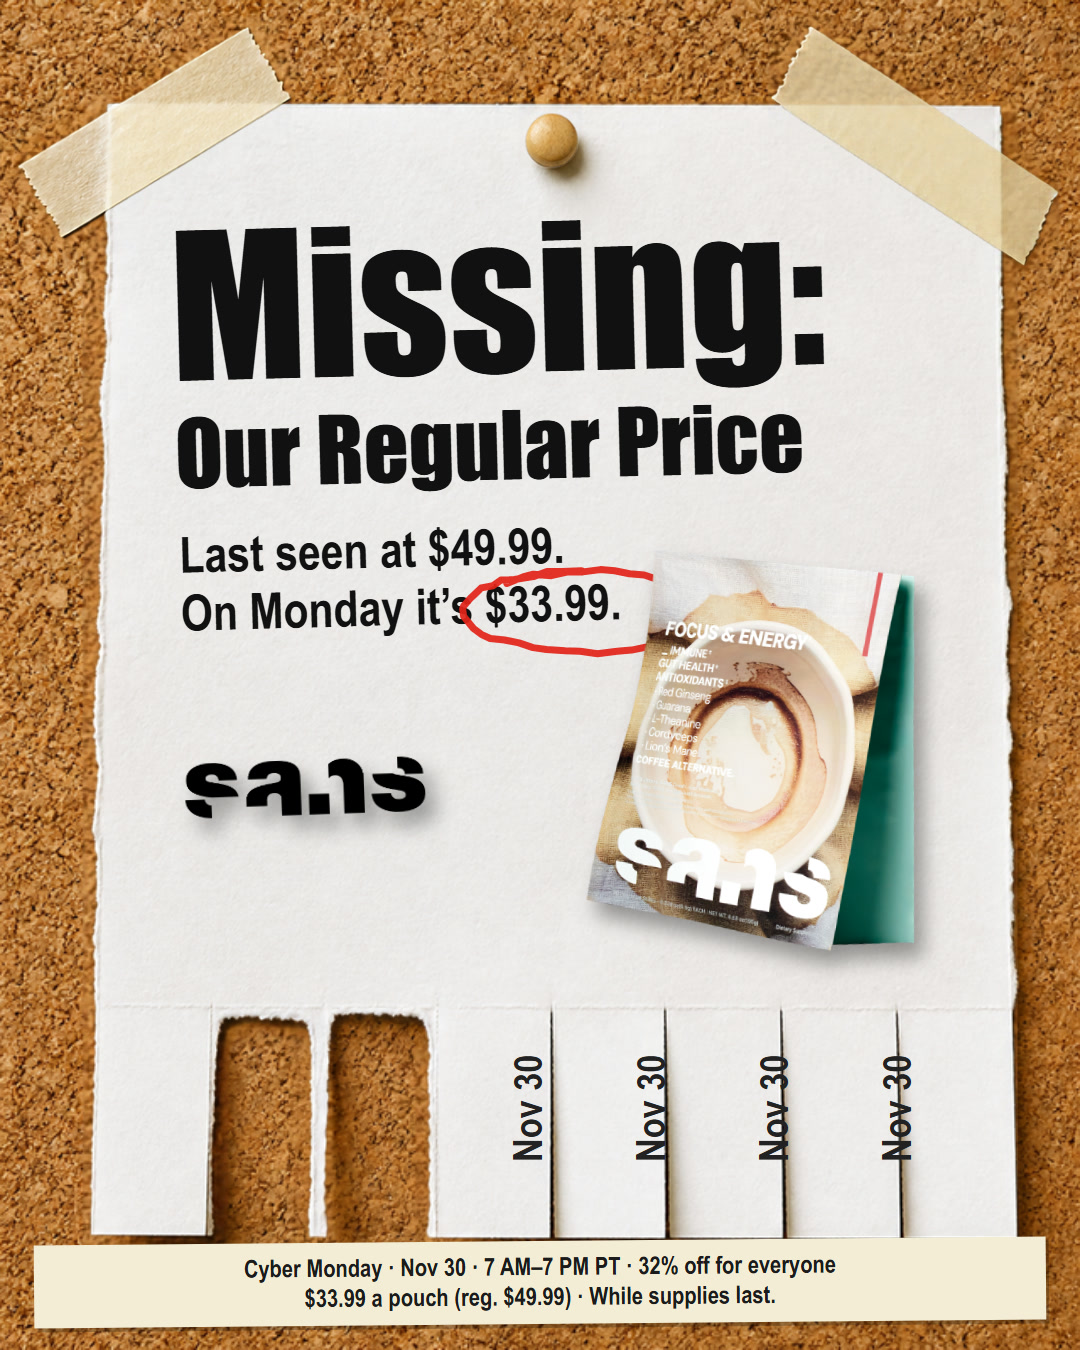 Missing:
Our Regular Price
Last seen at $49.99.
On Monday it's $33.99.
FOCUS & ENERGY
IMMUNE
GUT HEALTH
ANTIOXIDANTS
Red Ginseng
Guarana
L-Theanine
Cordyceps
Lion's Mane
COFFEE ALTERNATIVE
sans
sans
Nov 30
Nov 30
Nov 30
Nov 30
Cyber Monday · Nov 30 · 7 AM–7 PM PT · 32% off for everyone
$33.99 a pouch (reg. $49.99) · While supplies last.